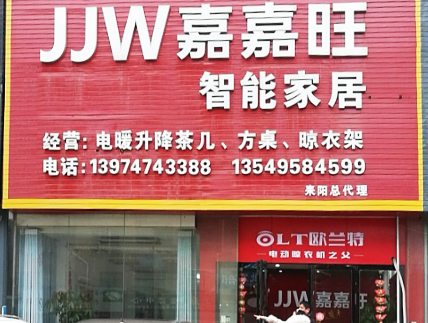 JJW嘉嘉旺
智能家居
经营：电暖升降茶几、方桌、晾衣架
电话：13974743388 13549584599
耒阳总代理
OLT欧兰特
电动晾衣机之父
JJW嘉嘉旺